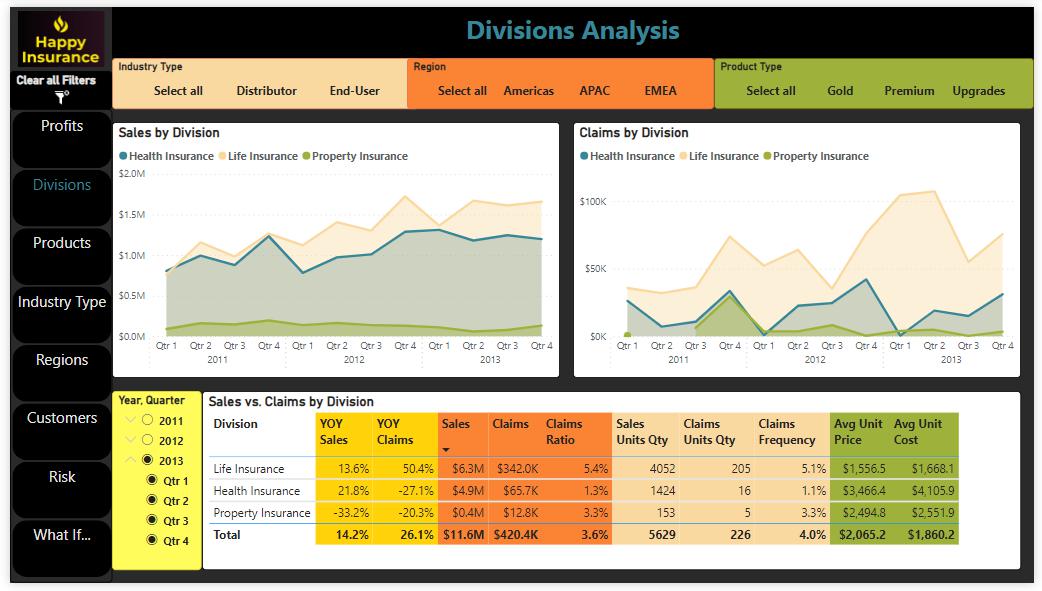 Happy
Insurance
Clear all Filters
Profits
Divisions
Products
Industry Type
Regions
Customers
Risk
What If...
Divisions Analysis
Industry Type
Select all Distributor End-User
Region
Select all Americas APAC EMEA
Product Type
Select all Gold Premium Upgrades
Sales by Division
Health Insurance Life Insurance Property Insurance
$2.0M
$1.5M
$1.0M
$0.5M
$0.0M
Qtr 1 Qtr 2 Qtr 3 Qtr 4 Qtr 1 Qtr 2 Qtr 3 Qtr 4 Qtr 1 Qtr 2 Qtr 3 Qtr 4
2011 2012 2013
Claims by Division
Health Insurance Life Insurance Property Insurance
$100K
$50K
$0K
Qtr 1 Qtr 2 Qtr 3 Qtr 4 Qtr 1 Qtr 2 Qtr 3 Qtr 4 Qtr 1 Qtr 2 Qtr 3 Qtr 4
2011 2012 2013
Year, Quarter
2011
2012
2013
Qtr 1
Qtr 2
Qtr 3
Qtr 4
Sales vs. Claims by Division
Division YOY Sales YOY Claims Sales Claims Claims Ratio Sales Units Qty Claims Units Qty Claims Frequency Avg Unit Price Avg Unit Cost
Life Insurance 13.6% 50.4% $6.3M $342.0K 5.4% 4052 205 5.1% $1,556.5 $1,668.1
Health Insurance 21.8% -27.1% $4.9M $65.7K 1.3% 1424 16 1.1% $3,466.4 $4,105.9
Property Insurance -33.2% -20.3% $0.4M $12.8K 3.3% 153 5 3.3% $2,494.8 $2,551.9
Total 14.2% 26.1% $11.6M $420.4K 3.6% 5629 226 4.0% $2,065.2 $1,860.2